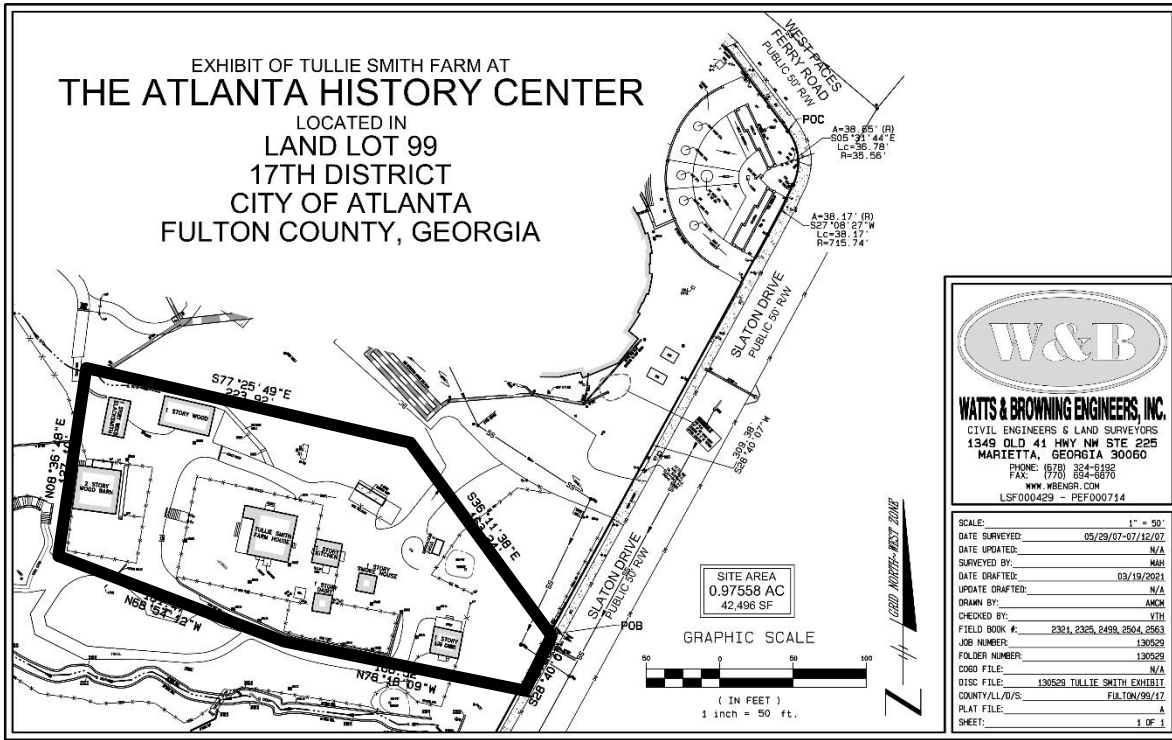 EXHIBIT OF TULLIE SMITH FARM AT
THE ATLANTA HISTORY CENTER
LOCATED IN
LAND LOT 99
17TH DISTRICT
CITY OF ATLANTA
FULTON COUNTY, GEORGIA
WEST PACES
FERRY ROAD
PUBLIC 50' R/W
POC
A=38.65' (R)
S05°31'44"E
Lc=36.78'
R=35.56'
A=38.17' (R)
S27°08'27"W
Lc=38.17'
R=715.74'
SLATON DRIVE
PUBLIC 50' R/W
309.38'
S28°40'07"W
S77°25'49"E
223.92'
1 STORY WOOD
N08°36'48"E
2 STORY
WOOD BARN
S36°11'38"E
TULLIE SMITH
FARM HOUSE
STORY
KITCHEN
1 STORY
SMOKE HOUSE
1 STORY
N68°54'12"W
1 STORY
N78°18'09"W
SLATON DRIVE
PUBLIC 50' R/W
POB
SITE AREA
0.97558 AC
42,496 SF
GRAPHIC SCALE
50 0 50 100
( IN FEET )
1 inch = 50 ft.
GRID NORTH-WEST ZONE
W&B
WATTS & BROWNING ENGINEERS, INC.
CIVIL ENGINEERS & LAND SURVEYORS
1349 OLD 41 HWY NW STE 225
MARIETTA, GEORGIA 30060
PHONE: (678) 324-6192
FAX: (770) 694-6870
WWW.WBENGR.COM
LSF000429 - PEF000714
SCALE: 1" = 50'
DATE SURVEYED: 05/29/07-07/12/07
DATE UPDATED: N/A
SURVEYED BY: MAH
DATE DRAFTED: 03/19/2021
UPDATE DRAFTED: N/A
DRAWN BY: AMCM
CHECKED BY: VTH
FIELD BOOK #: 2321, 2325, 2499, 2504, 2563
JOB NUMBER: 130529
FOLDER NUMBER: 130529
COGO FILE: N/A
DISC FILE: 130529 TULLIE SMITH EXHIBIT
COUNTY/LL/D/S: FULTON/99/17
PLAT FILE: A
SHEET: 1 OF 1